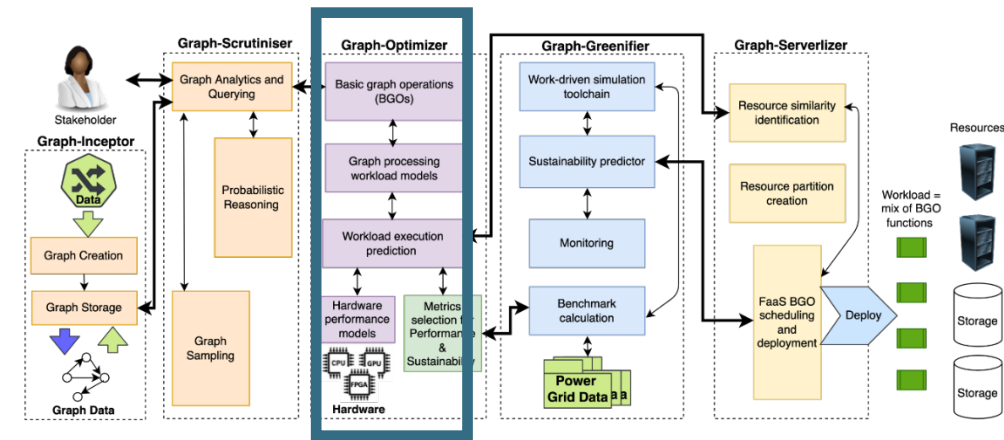 Graph-Scrutiniser
Graph-Optimizer
Graph-Greenifier
Graph-Serverlizer
Stakeholder
Graph-Inceptor
Data
Graph Creation
Graph Storage
Graph Data
Graph Analytics and
Querying
Probabilistic
Reasoning
Graph
Sampling
Basic graph operations
(BGOs)
Graph processing
workload models
Workload execution
prediction
Hardware
performance
models
Metrics
selection for
Performance
&
Sustainability
CPU
GPU
FPGA
Hardware
Work-driven simulation
toolchain
Sustainability predictor
Monitoring
Benchmark
calculation
Power
Grid Data
a
a
Resource similarity
identification
Resource partition
creation
FaaS BGO
scheduling
and
deployment
Deploy
Workload =
mix of BGO
functions
Resources
Storage
Storage